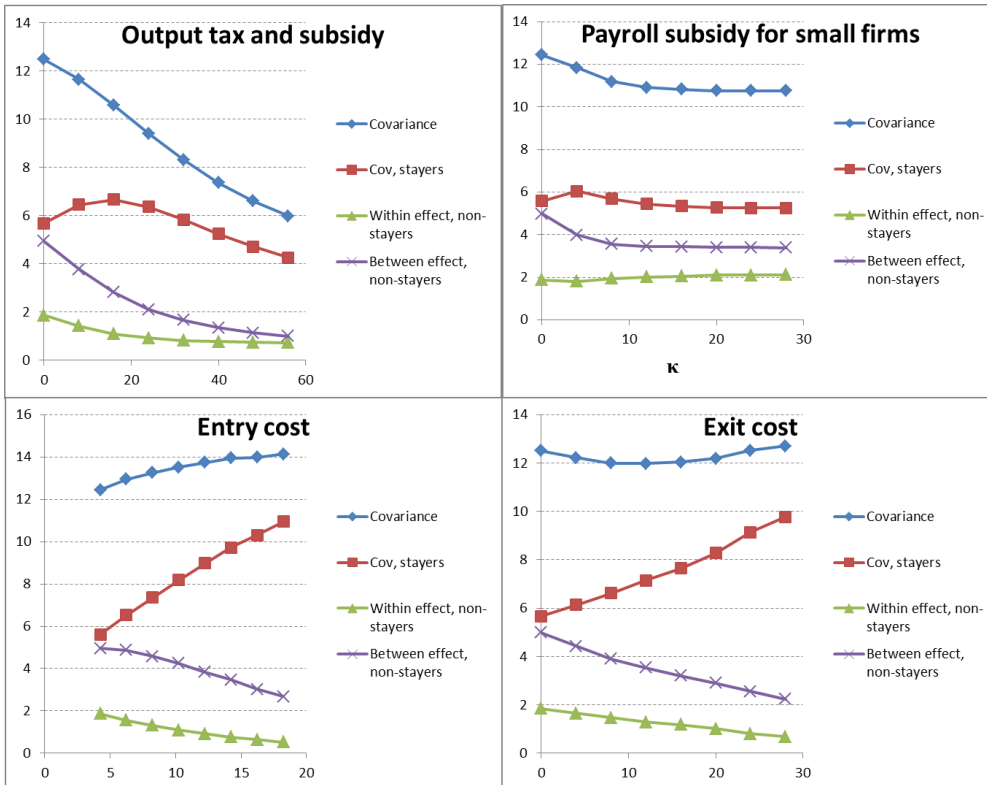 Output tax and subsidy
14
12
10
8
6
4
2
0
0
20
40
60
Covariance
Cov, stayers
Within effect, non-
stayers
Between effect,
non-stayers
Payroll subsidy for small firms
14
12
10
8
6
4
2
0
0
10
20
30
κ
Covariance
Cov, stayers
Within effect, non-
stayers
Between effect,
non-stayers
Entry cost
16
14
12
10
8
6
4
2
0
0
5
10
15
20
Covariance
Cov, stayers
Within effect, non-
stayers
Between effect,
non-stayers
Exit cost
14
12
10
8
6
4
2
0
0
10
20
30
Covariance
Cov, stayers
Within effect, non-
stayers
Between effect,
non-stayers